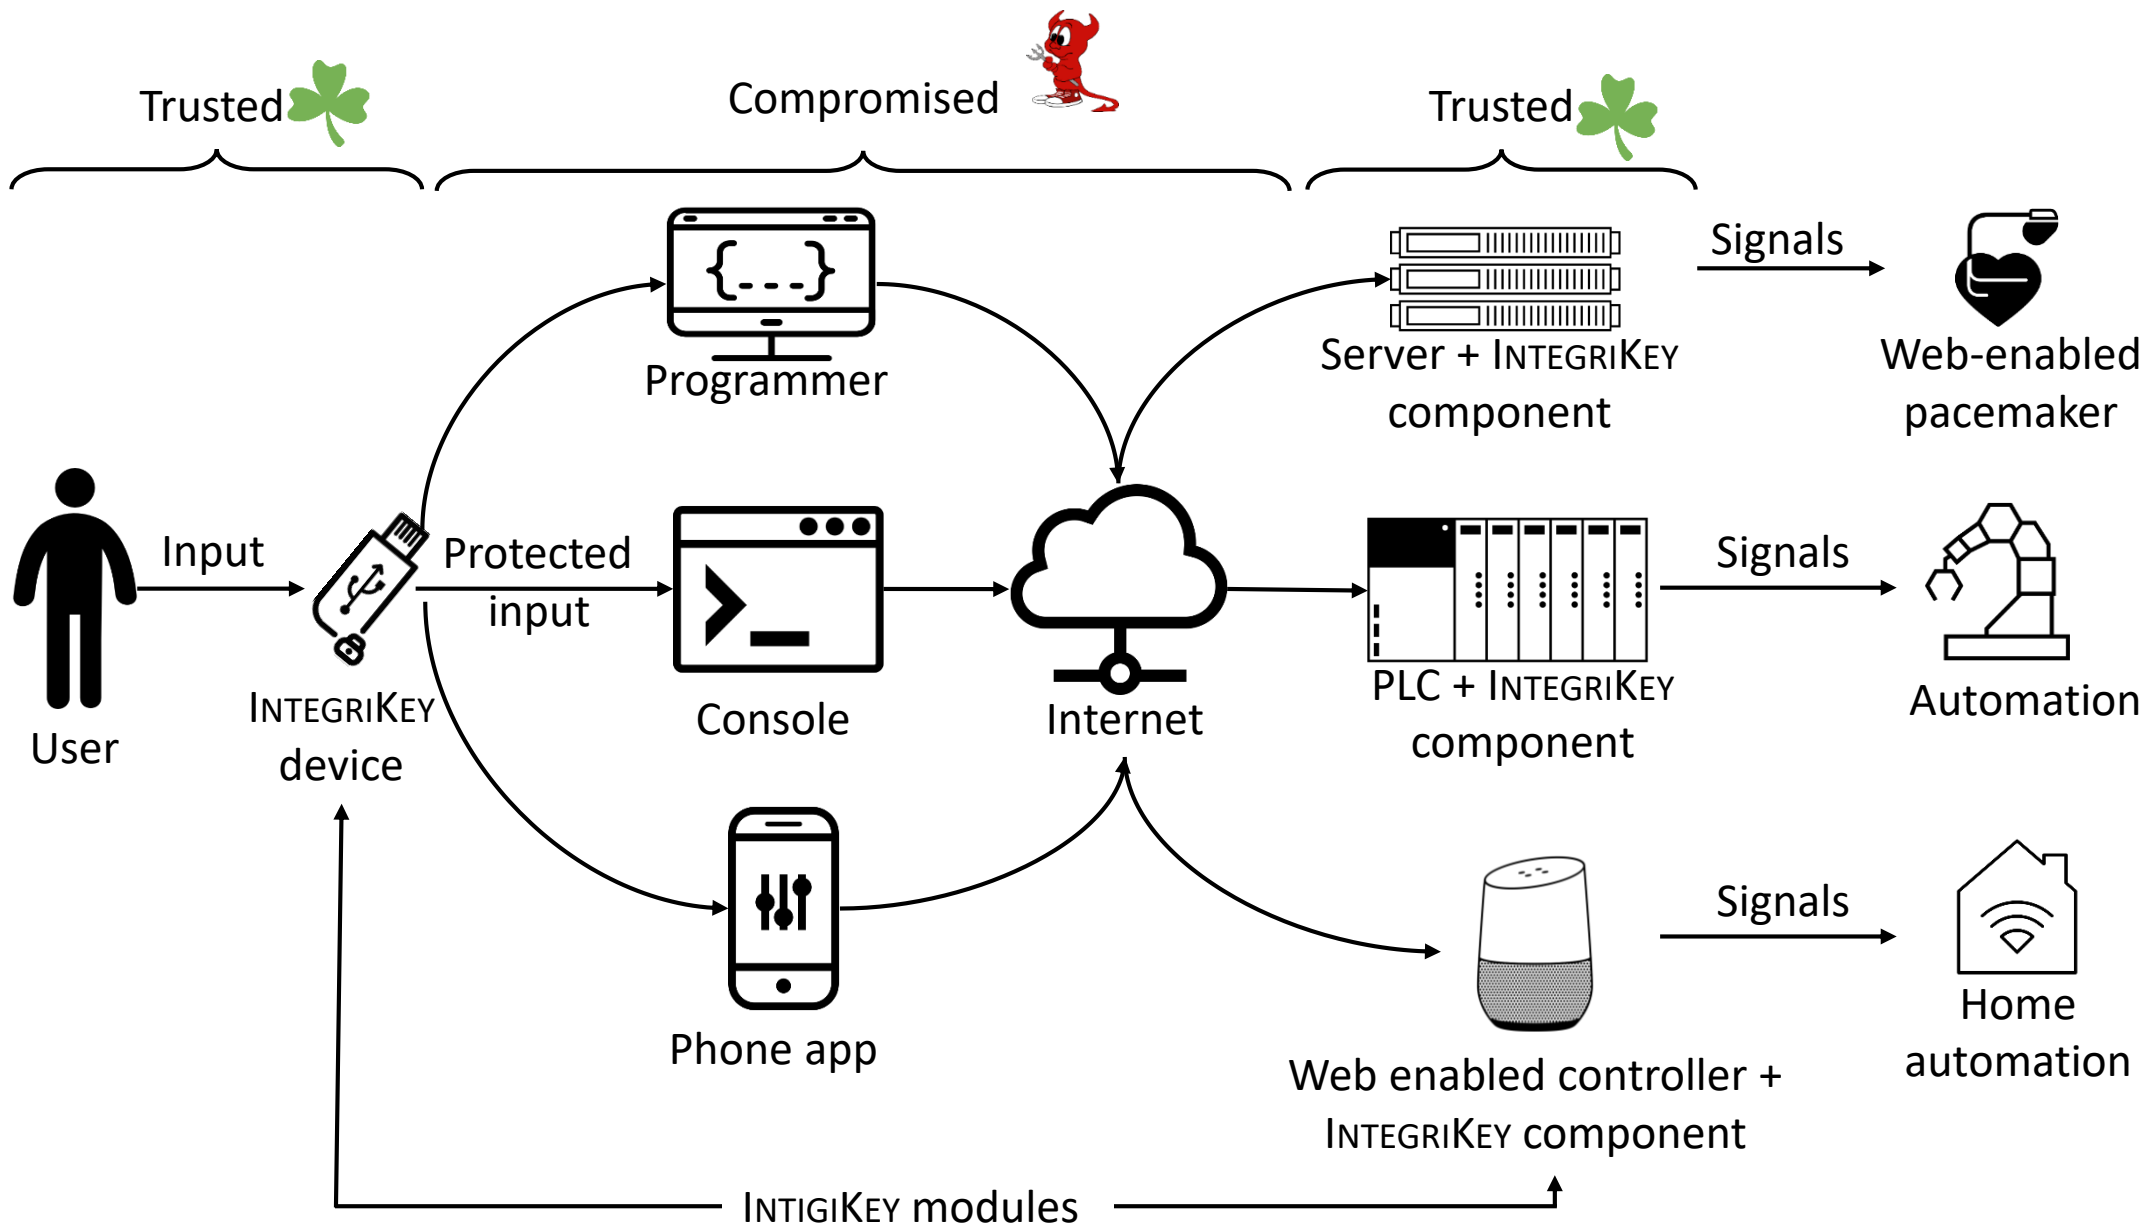 Trusted
Compromised
Trusted
Signals
Programmer
Server + INTEGRIKEY
component
Web-enabled
pacemaker
Input
Protected
input
Signals
User
INTEGRIKEY
device
Console
Internet
PLC + INTEGRIKEY
component
Automation
Signals
Phone app
Web enabled controller +
INTEGRIKEY component
Home
automation
INTIGIKEY modules